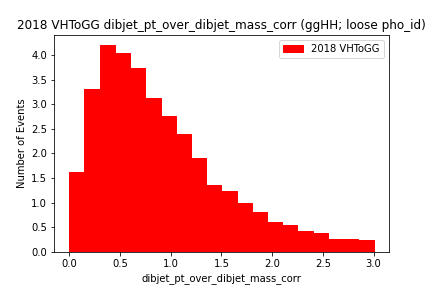 2018 VHToGG dibjet_pt_over_dibjet_mass_corr (ggHH; loose pho_id)
2018 VHToGG
Number of Events
4.0
3.5
3.0
2.5
2.0
1.5
1.0
0.5
0.0
0.0 0.5 1.0 1.5 2.0 2.5 3.0
dibjet_pt_over_dibjet_mass_corr